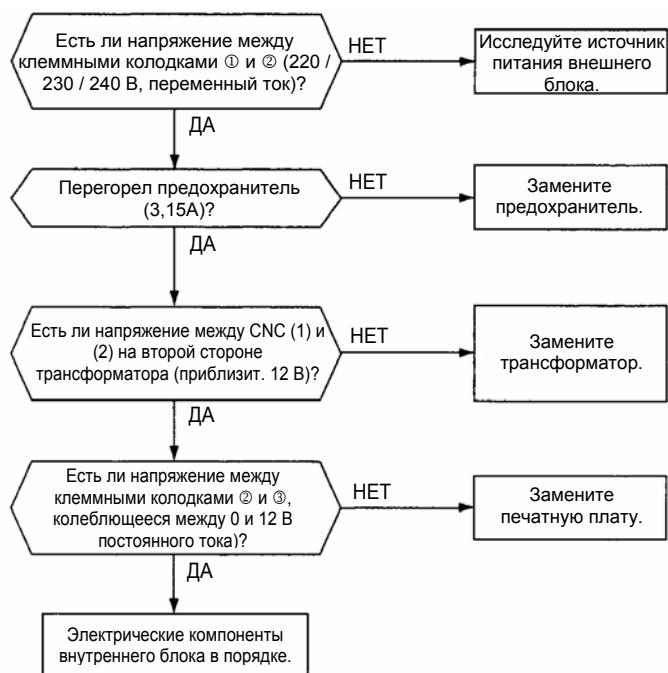 Есть ли напряжение между
клеммными колодками ① и ② (220 /
230 / 240 В, переменный ток)?
НЕТ
Исследуйте источник
питания внешнего
блока.
ДА
Перегорел предохранитель
(3,15А)?
НЕТ
Замените
предохранитель.
ДА
Есть ли напряжение между CNC (1) и
(2) на второй стороне
трансформатора (приблизит. 12 В)?
НЕТ
Замените
трансформатор.
ДА
Есть ли напряжение между
клеммными колодками ② и ③,
колеблющееся между 0 и 12 В
постоянного тока)?
НЕТ
Замените
печатную плату.
ДА
Электрические компоненты
внутреннего блока в порядке.